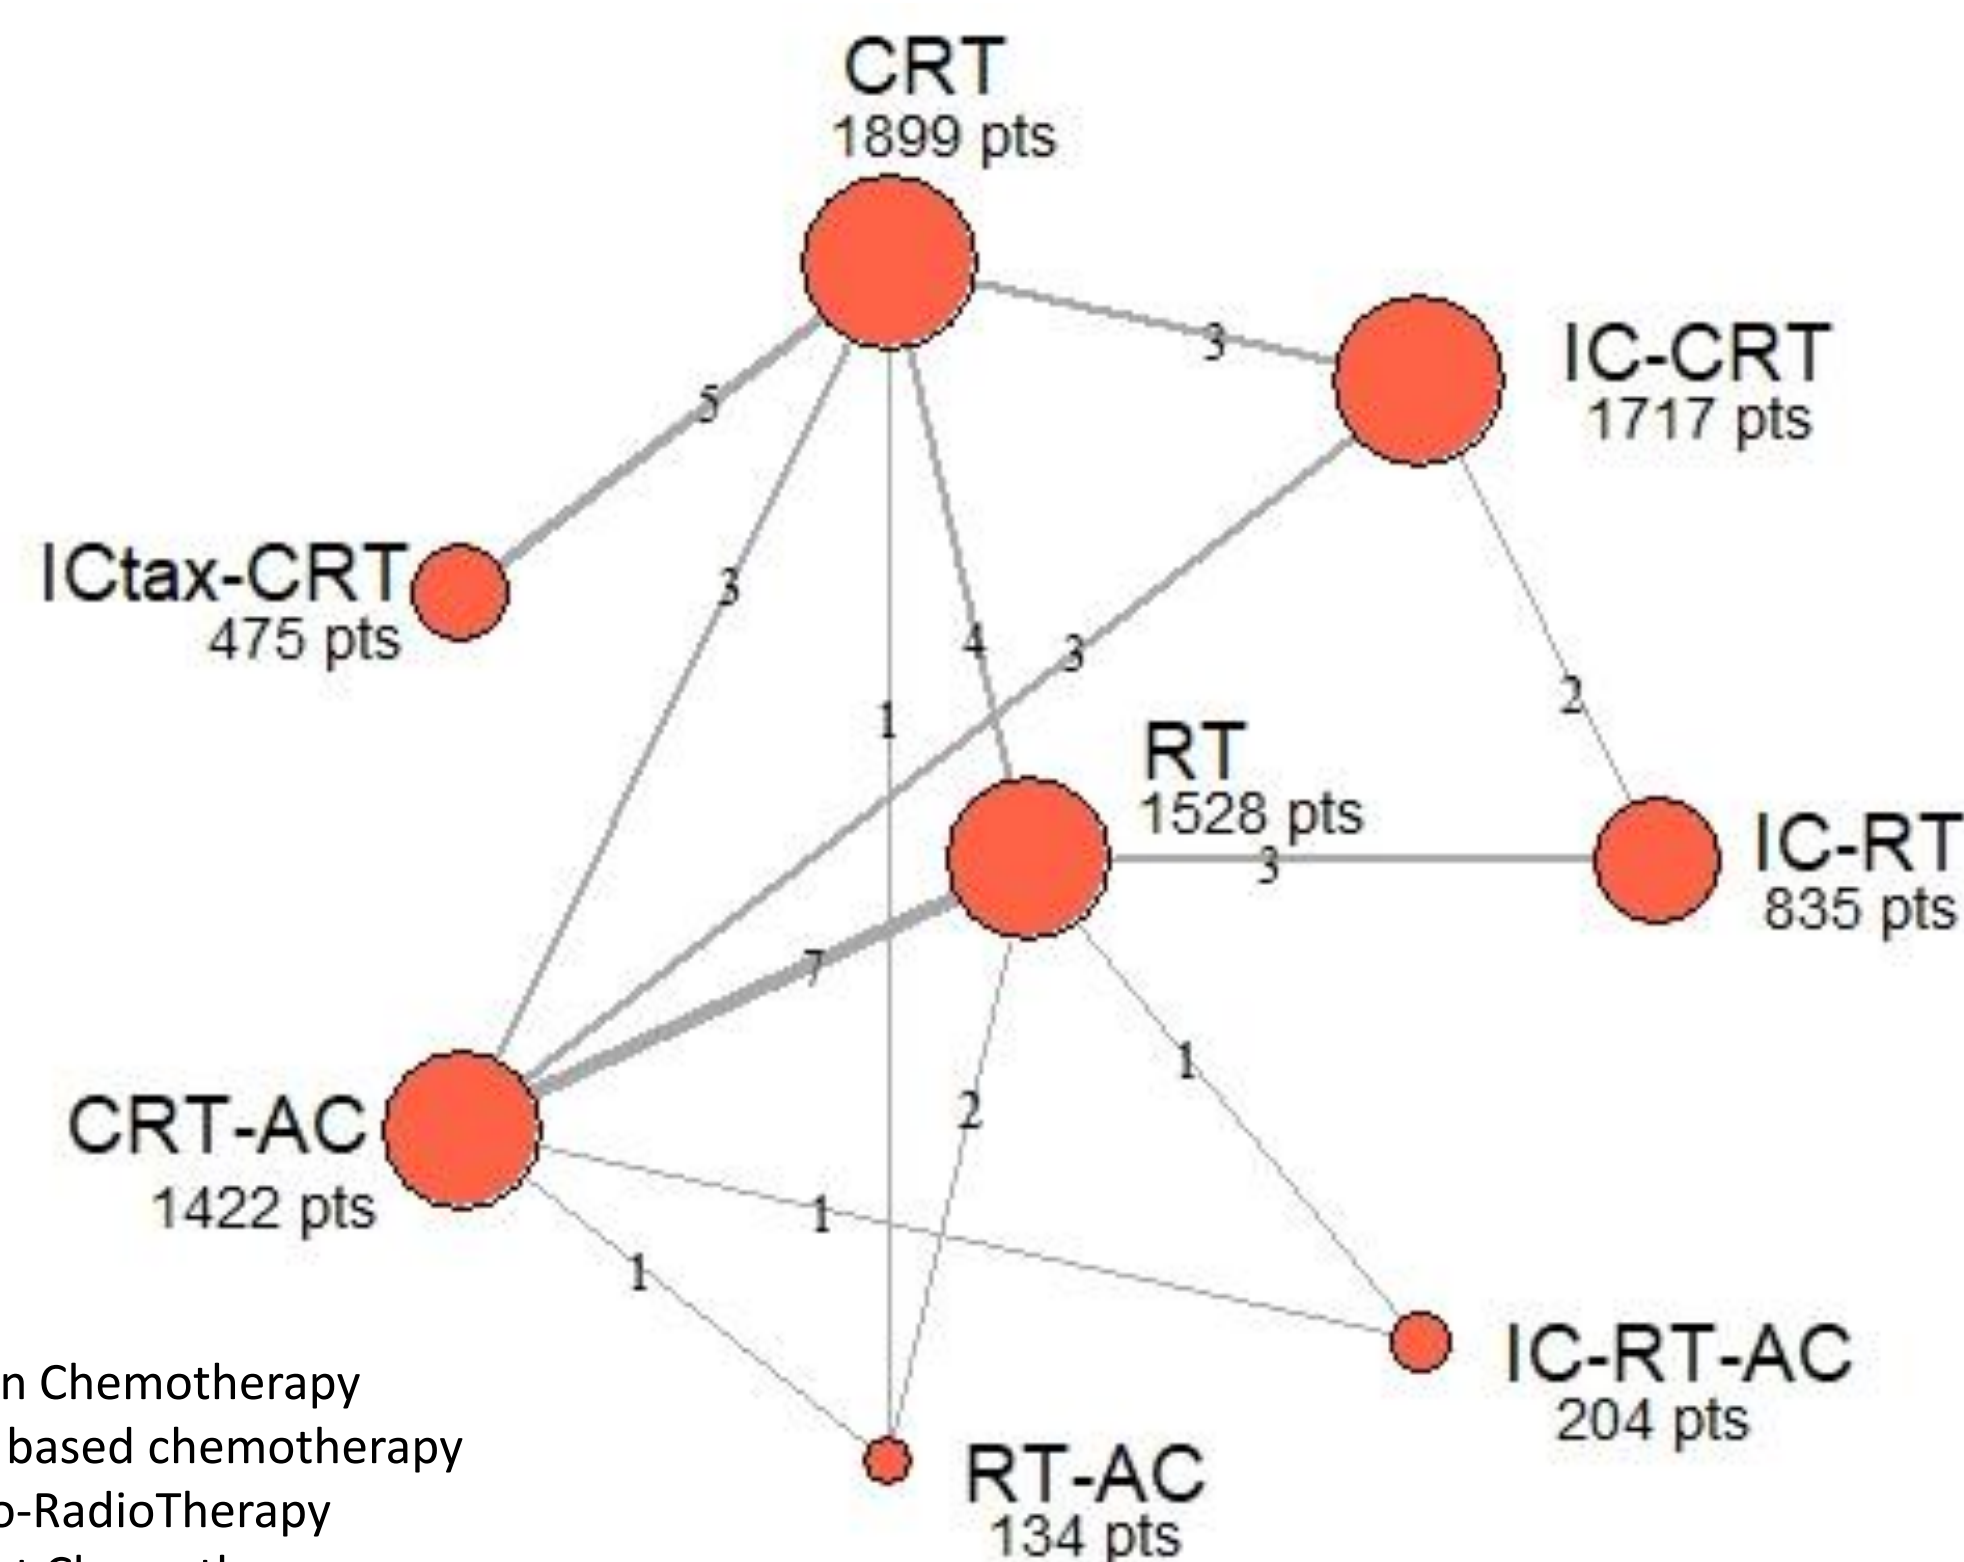 CRT
1899 pts
3
IC-CRT
1717 pts
5
ICtax-CRT
475 pts
3
4
3
1
2
RT
1528 pts
3
IC-RT
835 pts
7
1
2
CRT-AC
1422 pts
1
1
IC-RT-AC
204 pts
RT-AC
134 pts
n Chemotherapy
based chemotherapy
o-RadioTherapy